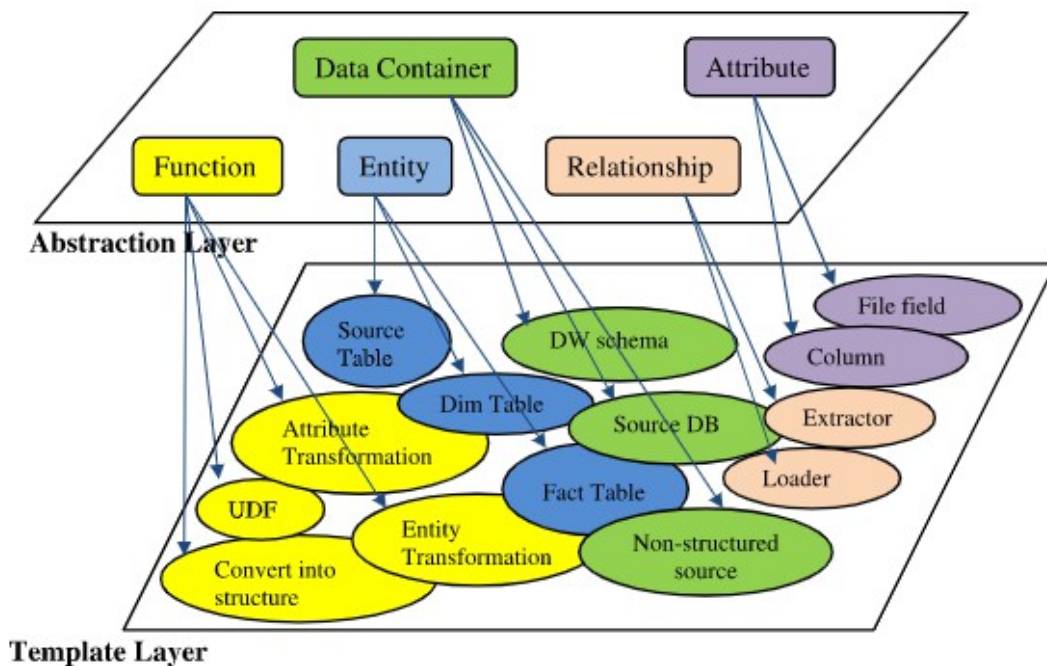 Data Container
Attribute
Function
Entity
Relationship
Abstraction Layer
File field
Source
Table
DW schema
Column
Dim Table
Source DB
Extractor
Attribute
Transformation
Loader
Fact Table
UDF
Entity
Transformation
Non-structured
source
Convert into
structure
Template Layer